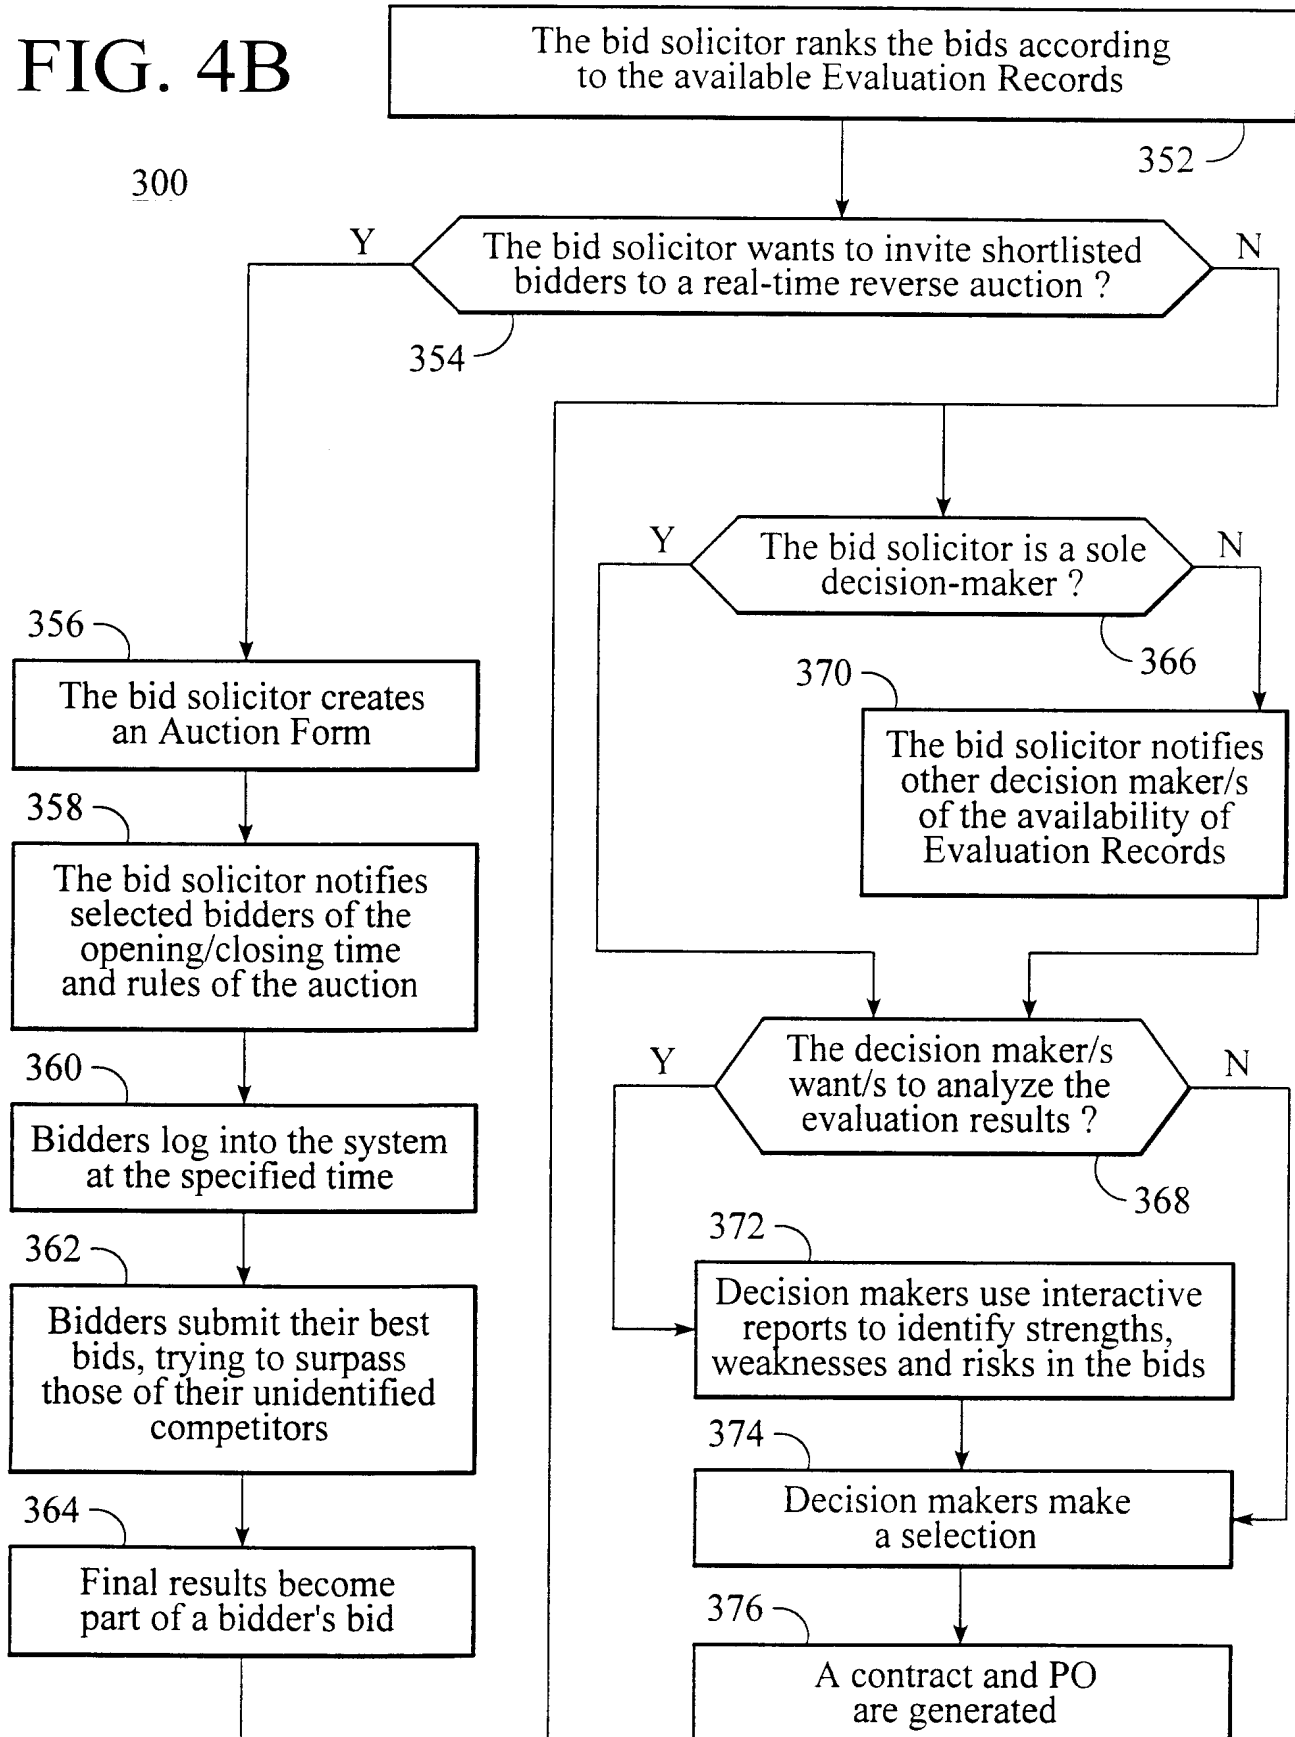 FIG. 4B
The bid solicitor ranks the bids according
to the available Evaluation Records
352
300
Y
The bid solicitor wants to invite shortlisted
bidders to a real-time reverse auction ?
N
354
Y
The bid solicitor is a sole
decision-maker ?
N
366
356
The bid solicitor creates
an Auction Form
370
The bid solicitor notifies
other decision maker/s
of the availability of
Evaluation Records
358
The bid solicitor notifies
selected bidders of the
opening/closing time
and rules of the auction
360
Bidders log into the system
at the specified time
Y
The decision maker/s
want/s to analyze the
evaluation results ?
N
368
362
Bidders submit their best
bids, trying to surpass
those of their unidentified
competitors
372
Decision makers use interactive
reports to identify strengths,
weaknesses and risks in the bids
364
Final results become
part of a bidder's bid
374
Decision makers make
a selection
376
A contract and PO
are generated